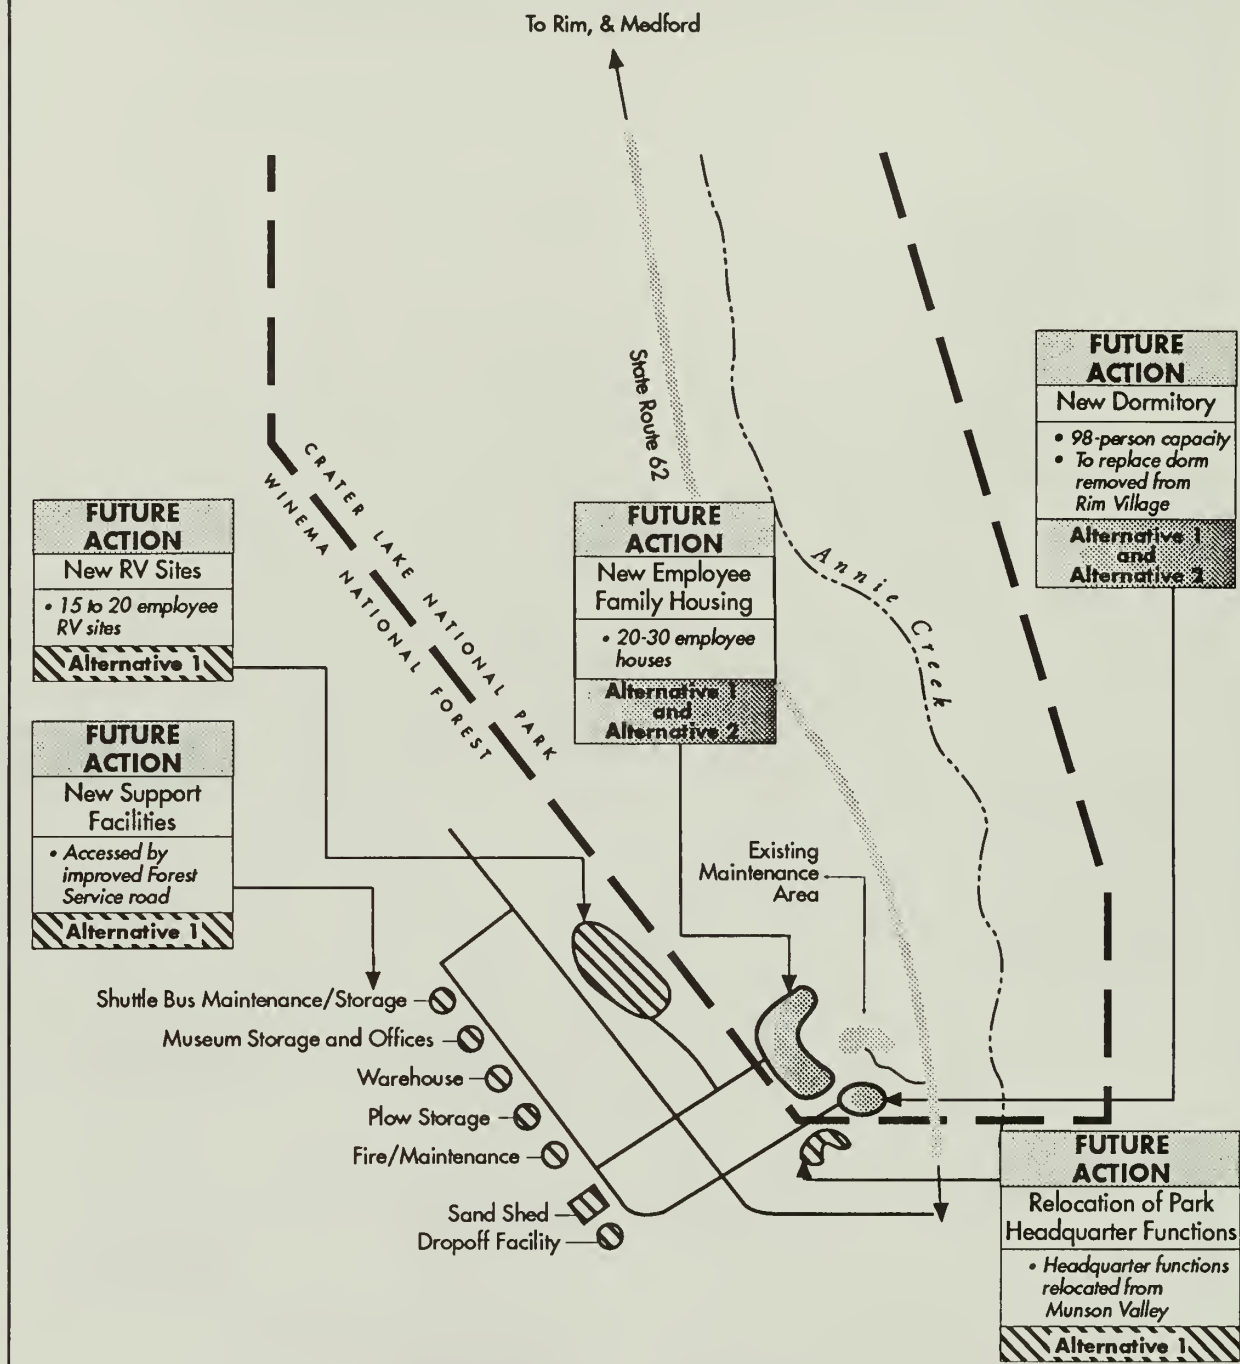 To Rim, & Medford
State Route 62
Annie Creek
CRATER LAKE NATIONAL PARK
WINEMA NATIONAL FOREST
FUTURE
ACTION
New Dormitory
• 98-person capacity
• To replace dorm
removed from
Rim Village
Alternative 1
and
Alternative 2
FUTURE
ACTION
New RV Sites
• 15 to 20 employee
RV sites
Alternative 1
FUTURE
ACTION
New Employee
Family Housing
• 20-30 employee
houses
Alternative 1
and
Alternative 2
FUTURE
ACTION
New Support
Facilities
• Accessed by
improved Forest
Service road
Alternative 1
Existing
Maintenance
Area
Shuttle Bus Maintenance/Storage
Museum Storage and Offices
Warehouse
Plow Storage
Fire/Maintenance
Sand Shed
Dropoff Facility
FUTURE
ACTION
Relocation of Park
Headquarter Functions
• Headquarter functions
relocated from
Munson Valley
Alternative 1